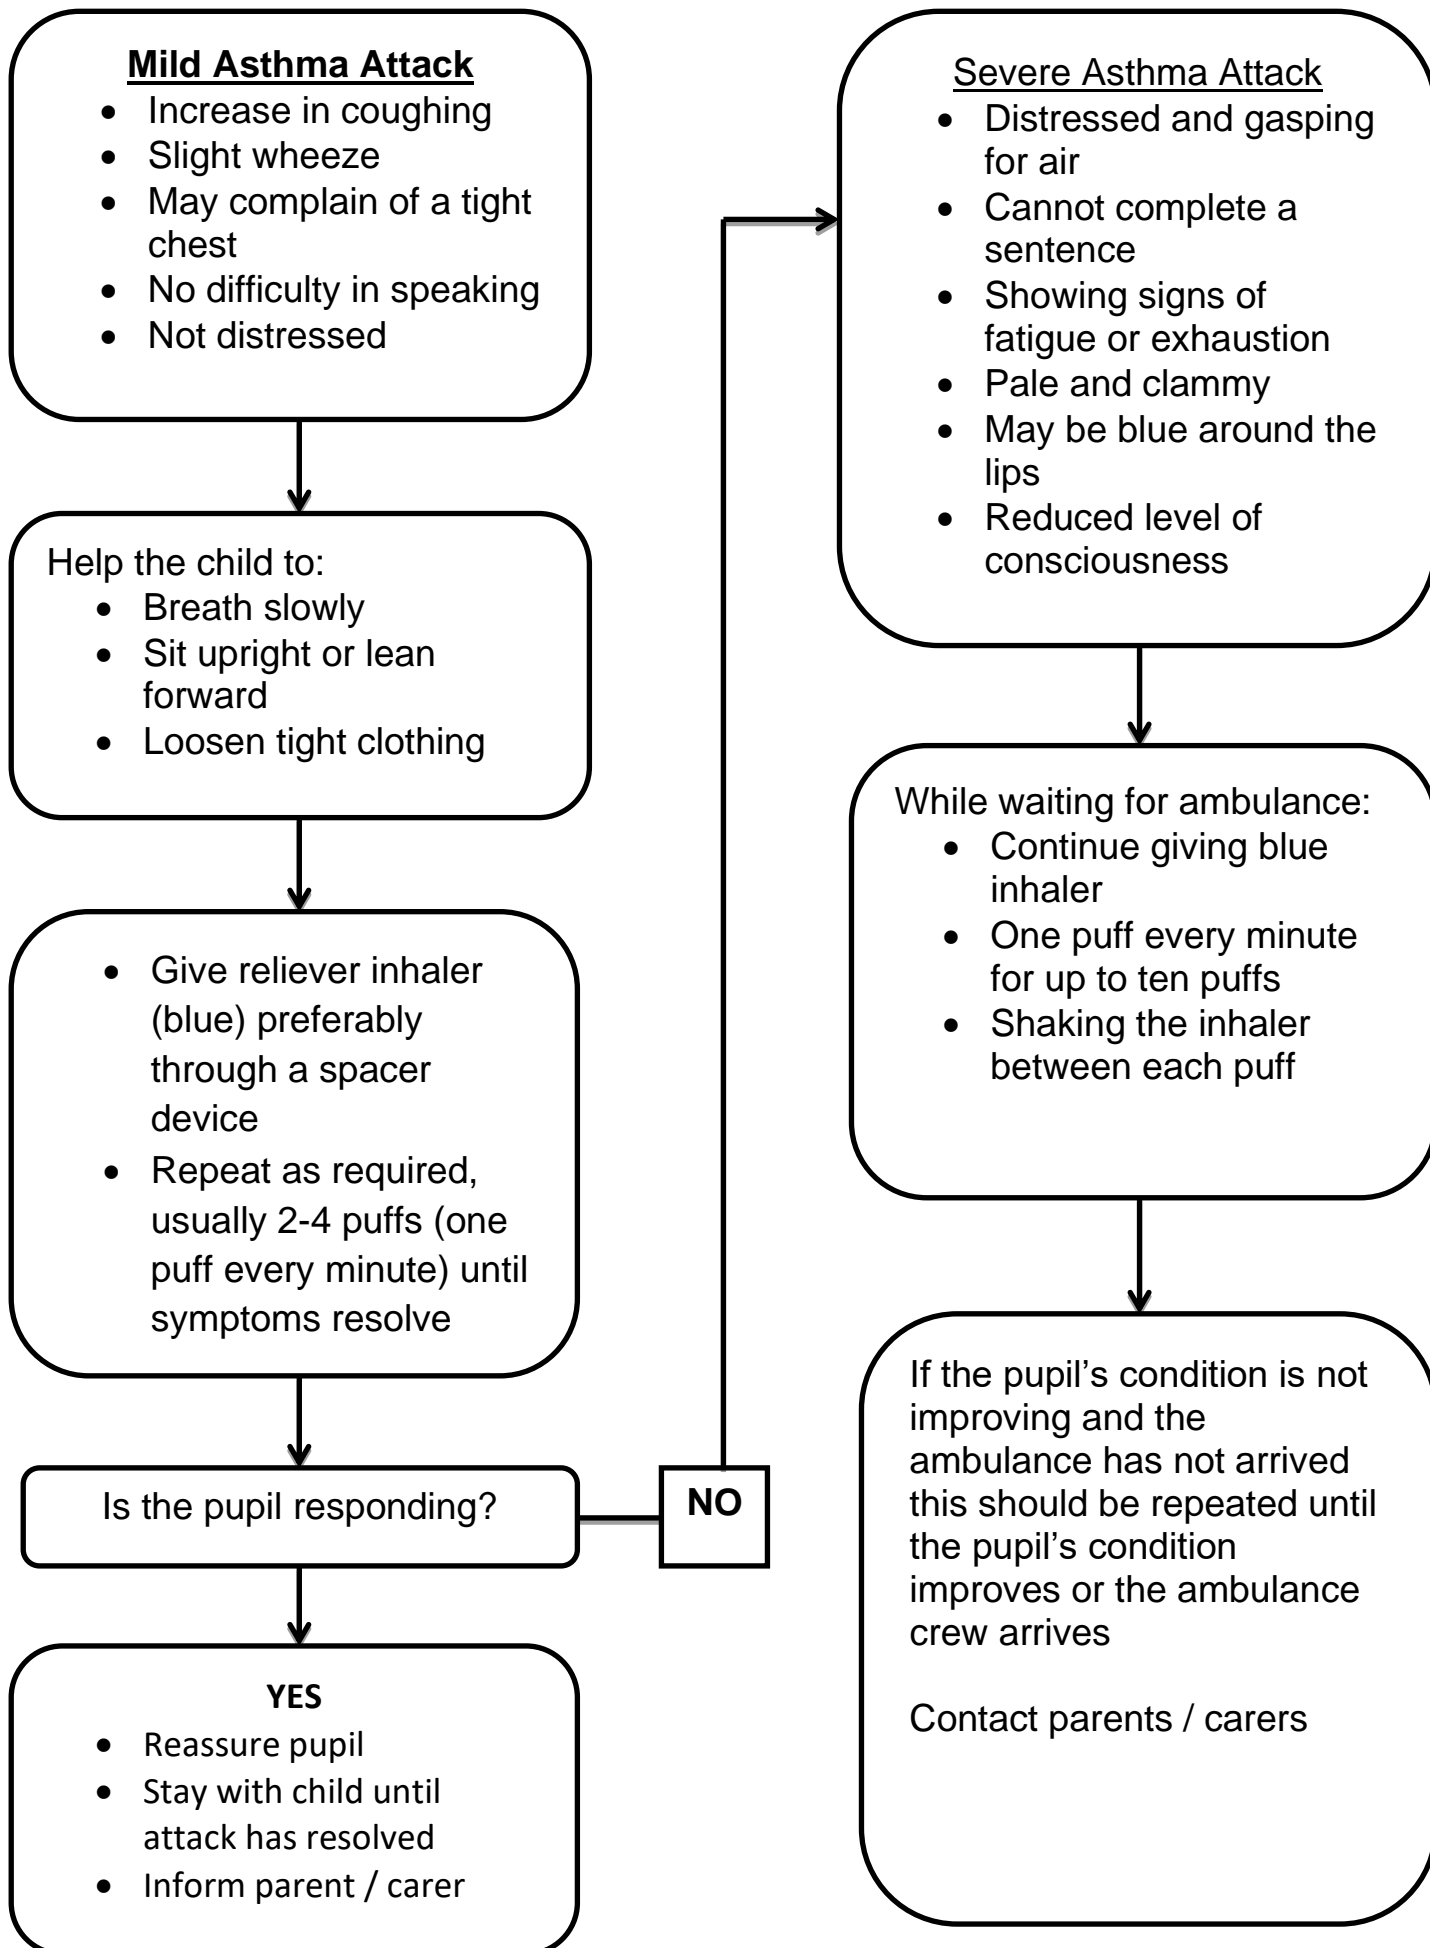 Mild Asthma Attack
• Increase in coughing
• Slight wheeze
• May complain of a tight
chest
• No difficulty in speaking
• Not distressed
Help the child to:
• Breath slowly
• Sit upright or lean
forward
• Loosen tight clothing
• Give reliever inhaler
(blue) preferably
through a spacer
device
• Repeat as required,
usually 2-4 puffs (one
puff every minute) until
symptoms resolve
Is the pupil responding?
NO
YES
• Reassure pupil
• Stay with child until
attack has resolved
• Inform parent / carer
Severe Asthma Attack
• Distressed and gasping
for air
• Cannot complete a
sentence
• Showing signs of
fatigue or exhaustion
• Pale and clammy
• May be blue around the
lips
• Reduced level of
consciousness
While waiting for ambulance:
• Continue giving blue
inhaler
• One puff every minute
for up to ten puffs
• Shaking the inhaler
between each puff
If the pupil’s condition is not
improving and the
ambulance has not arrived
this should be repeated until
the pupil’s condition
improves or the ambulance
crew arrives
Contact parents / carers